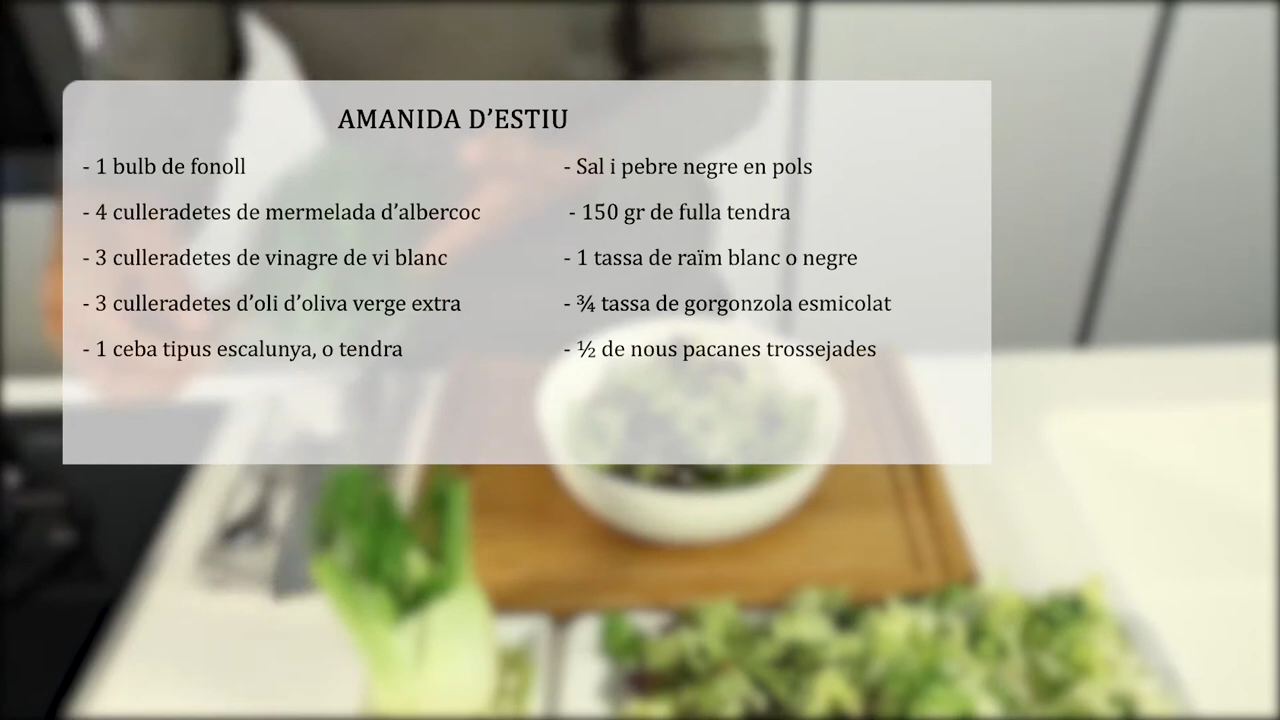 AMANIDA D’ESTIU
- 1 bulb de fonoll
- 4 culleradetes de mermelada d’albercoc
- 3 culleradetes de vinagre de vi blanc
- 3 culleradetes d’oli d’oliva verge extra
- 1 ceba tipus escalunya, o tendra
- Sal i pebre negre en pols
- 150 gr de fulla tendra
- 1 tassa de raïm blanc o negre
- ¾ tassa de gorgonzola esmicolat
- ½ de nous pacanes trossejades